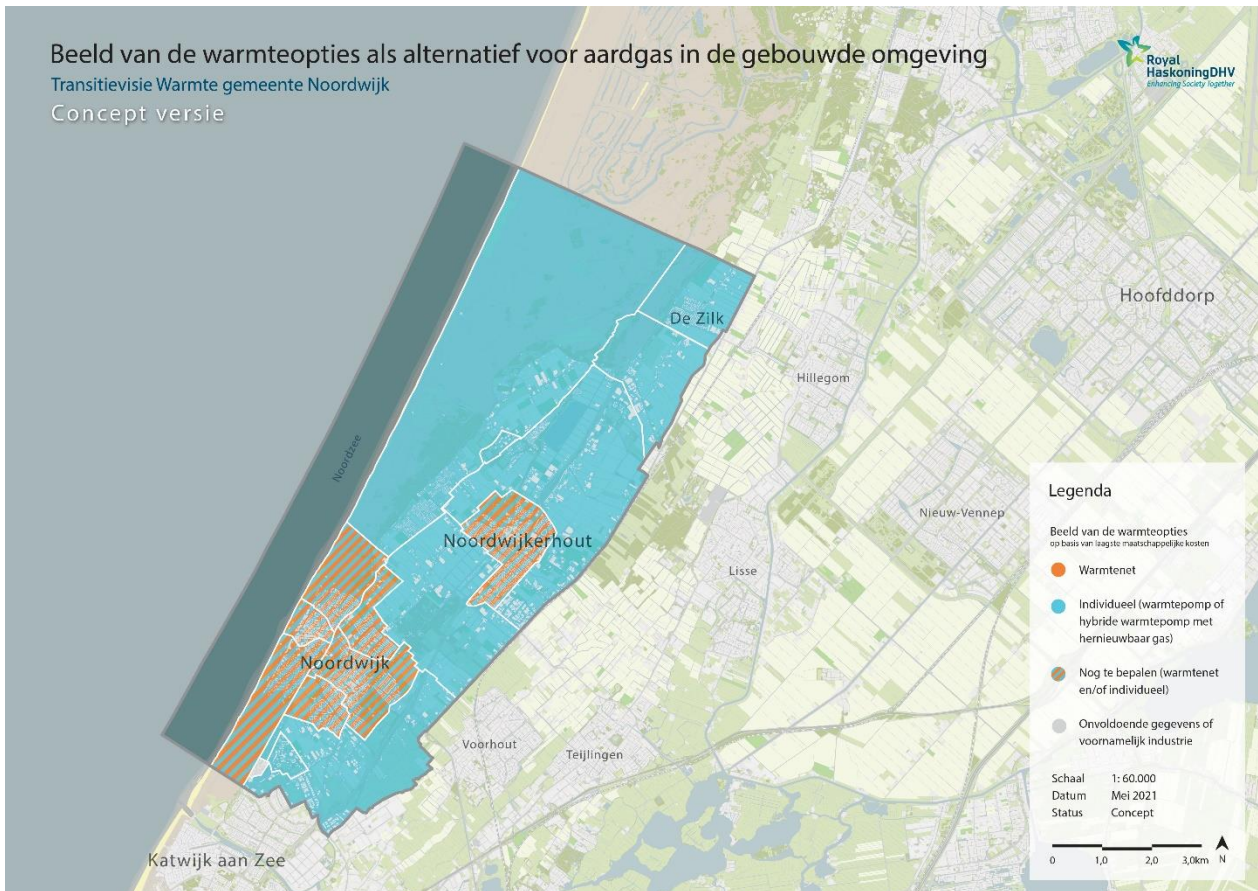 Beeld van de warmteopties als alternatief voor aardgas in de gebouwde omgeving
Transitievisie Warmte gemeente Noordwijk
Concept versie
Royal
HaskoningDHV
Enhancing Society Together
Hoofddorp
De Zilk
Hillegom
Noordzee
Nieuw-Vennep
Noordwijkerhout
Lisse
Noordwijk
Voorhout
Teijlingen
Katwijk aan Zee
Legenda
Beeld van de warmteopties
op basis van laagste maatschappelijke kosten
Warmtenet
Individueel (warmtepomp of
hybride warmtepomp met
hernieuwbaar gas)
Nog te bepalen (warmtenet
en/of individueel)
Onvoldoende gegevens of
voornamelijk industrie
Schaal 1: 60.000
Datum Mei 2021
Status Concept
0 1,0 2,0 3,0km N